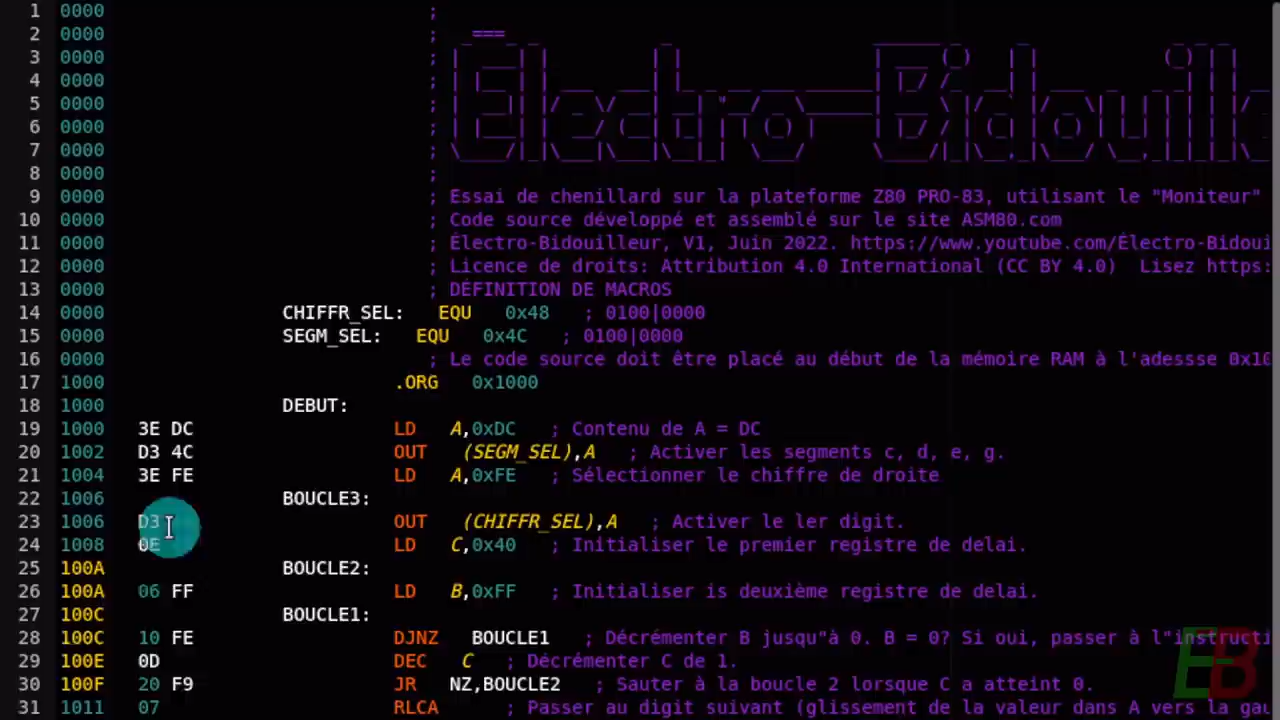 1 0000 ;
2 0000 ;
3 0000 ;
4 0000 ; Électro-Bidouill
5 0000 ;
6 0000 ;
7 0000 ;
8 0000 ;
9 0000 ; Essai de chenillard sur la plateforme Z80 PRO-83, utilisant le "Moniteur"
10 0000 ; Code source développé et assemblé sur le site ASM80.com
11 0000 ; Électro-Bidouilleur, V1, Juin 2022. https://www.youtube.com/Électro-Bidoui
12 0000 ; Licence de droits: Attribution 4.0 International (CC BY 4.0) Lisez https:
13 0000 ; DÉFINITION DE MACROS
14 0000 CHIFFR_SEL: EQU 0x48 ; 0100|0000
15 0000 SEGM_SEL: EQU 0x4C ; 0100|0000
16 0000 ; Le code source doit être placé au début de la mémoire RAM à l'adessse 0x10
17 1000 .ORG 0x1000
18 1000 DEBUT:
19 1000 3E DC LD A,0xDC ; Contenu de A = DC
20 1002 D3 4C OUT (SEGM_SEL),A ; Activer les segments c, d, e, g.
21 1004 3E FE LD A,0xFE ; Sélectionner le chiffre de droite
22 1006 BOUCLE3:
23 1006 D3 OUT (CHIFFR_SEL),A ; Activer le ler digit.
24 1008 0E LD C,0x40 ; Initialiser le premier registre de delai.
25 100A BOUCLE2:
26 100A 06 FF LD B,0xFF ; Initialiser is deuxième registre de delai.
27 100C BOUCLE1:
28 100C 10 FE DJNZ BOUCLE1 ; Décrémenter B jusqu"à 0. B = 0? Si oui, passer à l"instructi
29 100E 0D DEC C ; Décrémenter C de 1.
30 100F 20 F9 JR NZ,BOUCLE2 ; Sauter à la boucle 2 lorsque C a atteint 0.
31 1011 07 RLCA ; Passer au digit suivant (glissement de la valeur dans A vers la gau
EB